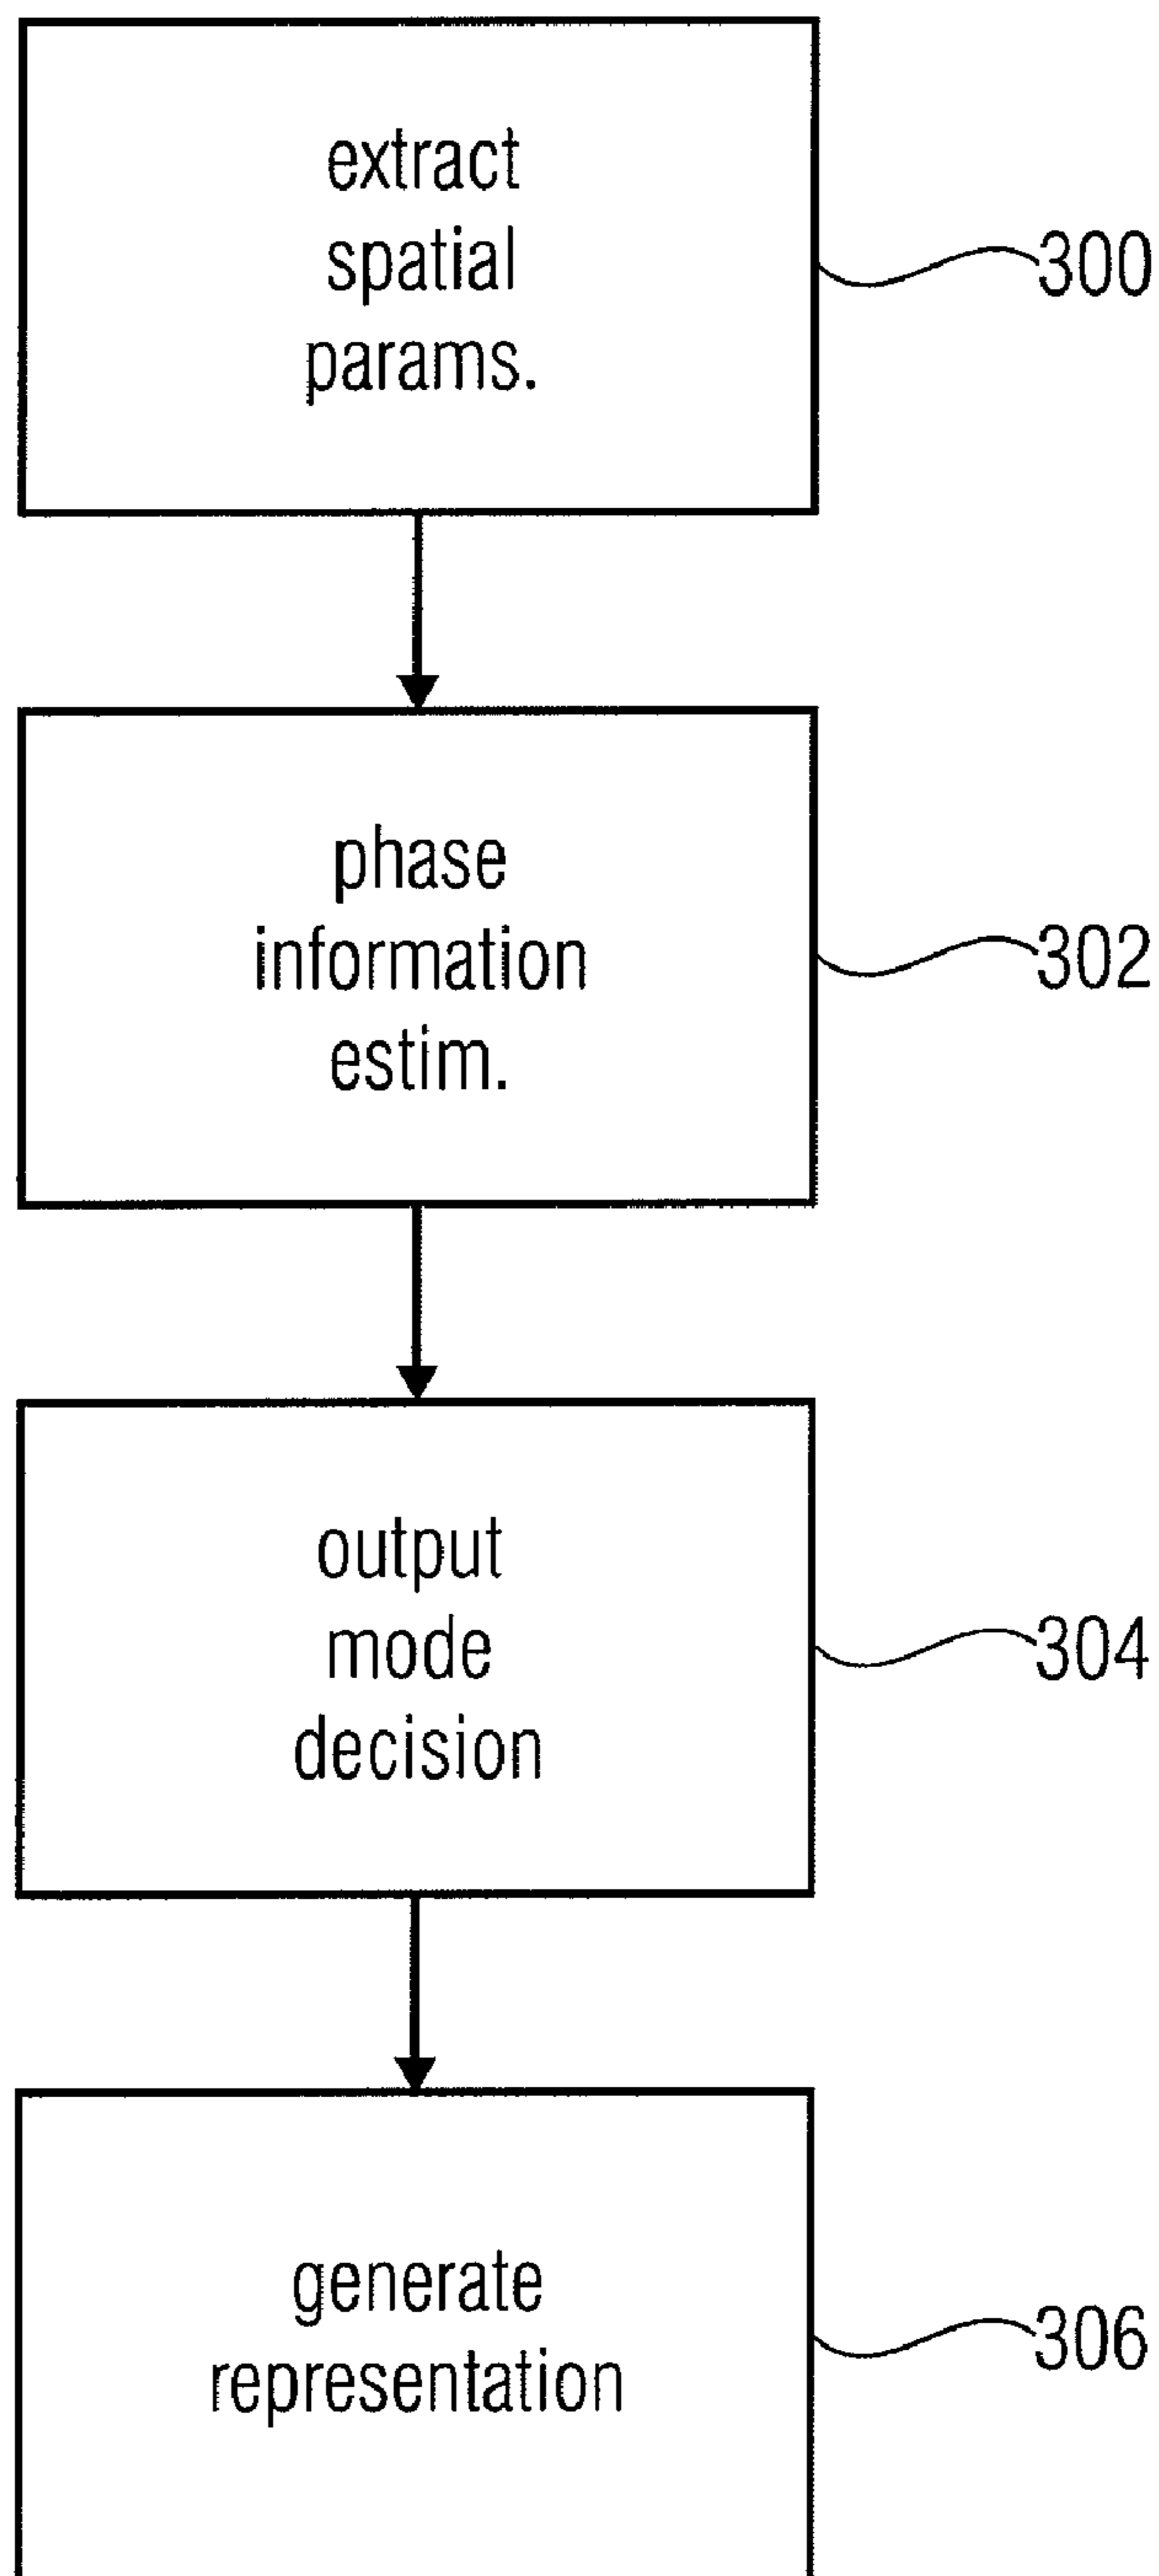 extract
spatial
params.
300
phase
information
estim.
302
output
mode
decision
304
generate
representation
306